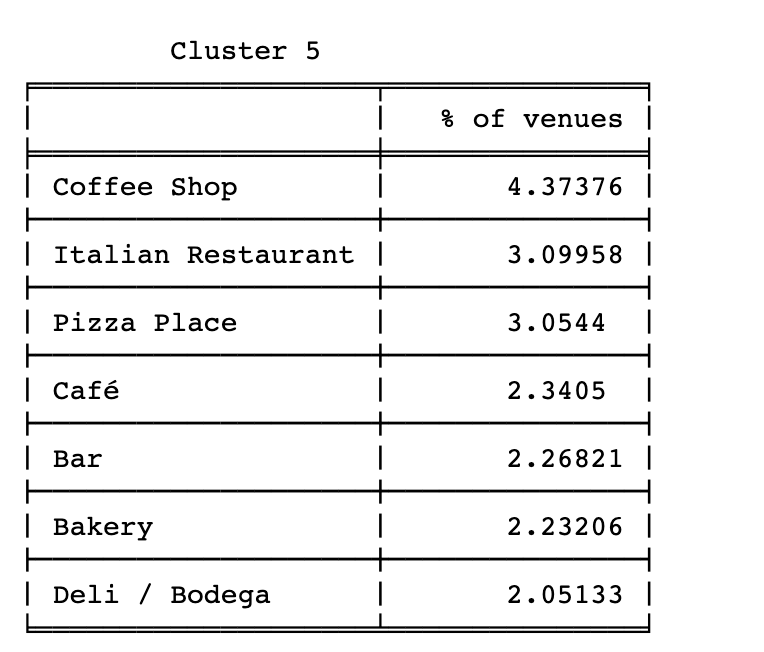 Cluster 5
% of venues
Coffee Shop 4.37376
Italian Restaurant 3.09958
Pizza Place 3.0544
Café 2.3405
Bar 2.26821
Bakery 2.23206
Deli / Bodega 2.05133